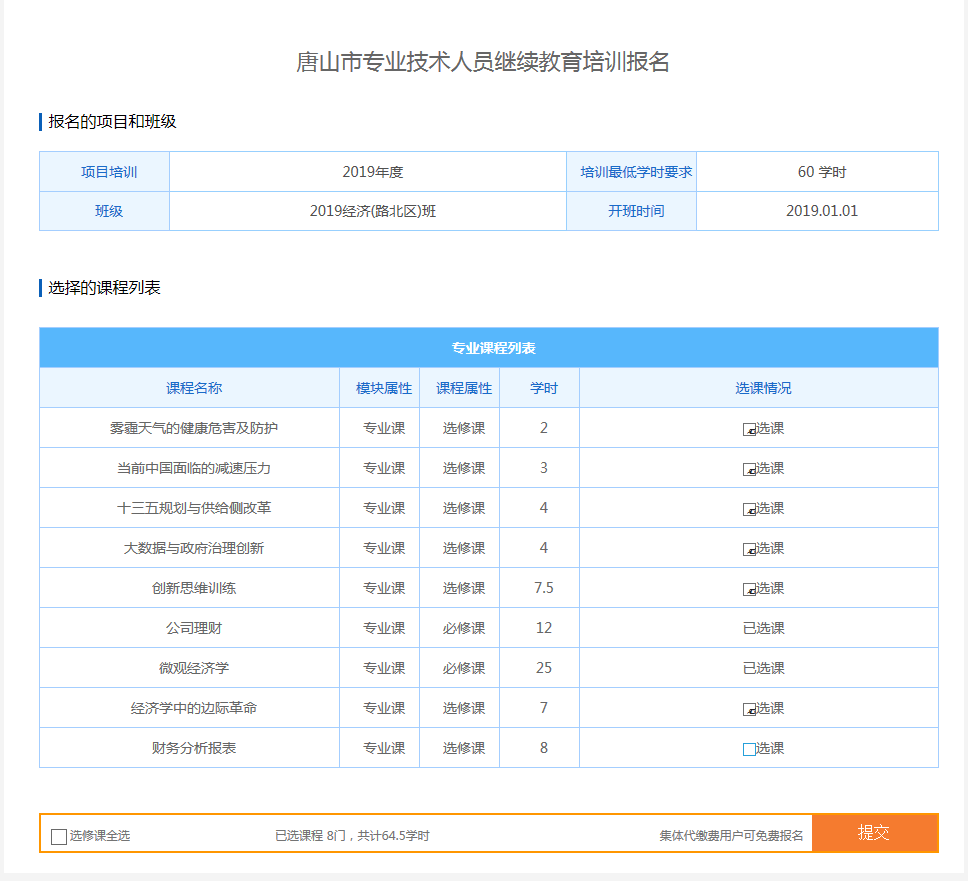 唐山市专业技术人员继续教育培训报名
报名的项目和班级
项目培训 2019年度 培训最低学时要求 60 学时
班级 2019经济(路北区)班 开班时间 2019.01.01
选择的课程列表
专业课程列表
课程名称 模块属性 课程属性 学时 选课情况
雾霾天气的健康危害及防护 专业课 选修课 2 选课
当前中国面临的减速压力 专业课 选修课 3 选课
十三五规划与供给侧改革 专业课 选修课 4 选课
大数据与政府治理创新 专业课 选修课 4 选课
创新思维训练 专业课 选修课 7.5 选课
公司理财 专业课 必修课 12 已选课
微观经济学 专业课 必修课 25 已选课
经济学中的边际革命 专业课 选修课 7 选课
财务分析报表 专业课 选修课 8 选课
选修课全选 已选课程 8门，共计64.5学时 集体代缴费用户可免费报名 提交